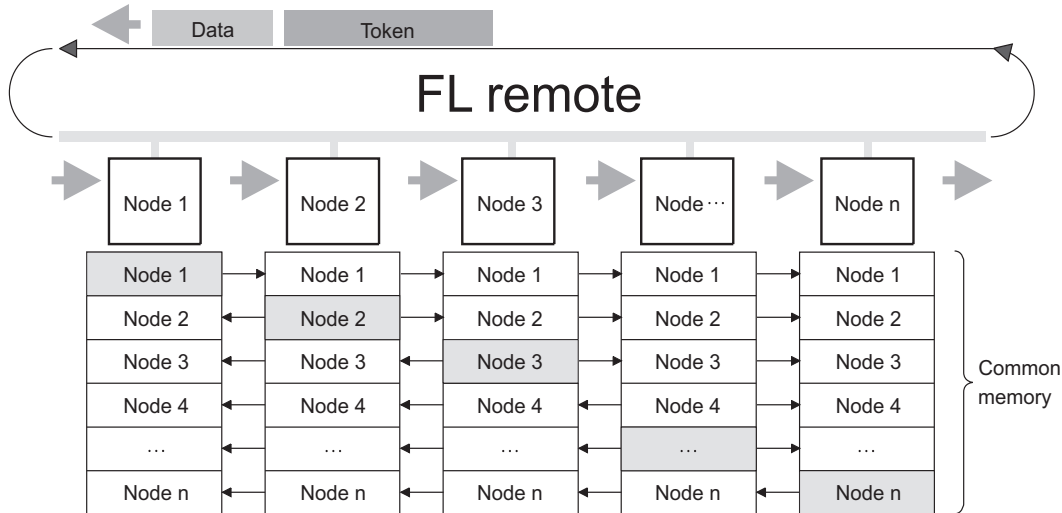 Data Token
FL remote
Node 1 Node 2 Node 3 Node ⋯ Node n
Node 1 Node 1 Node 1 Node 1 Node 1
Node 2 Node 2 Node 2 Node 2 Node 2
Node 3 Node 3 Node 3 Node 3 Node 3
Node 4 Node 4 Node 4 Node 4 Node 4
⋯ ⋯ ⋯ ⋯ ⋯
Node n Node n Node n Node n Node n
Common
memory